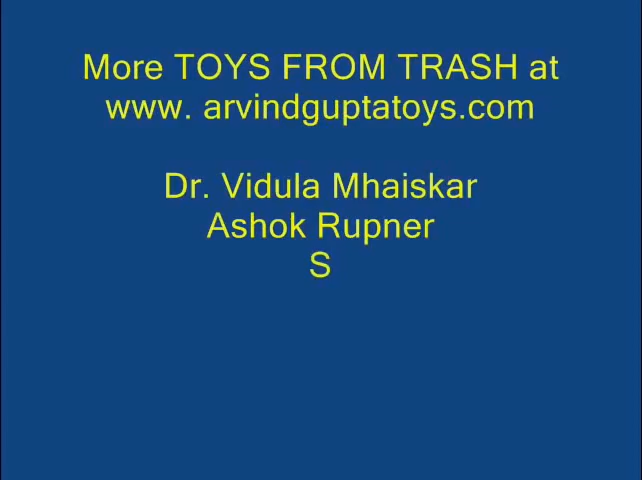 More TOYS FROM TRASH at
www. arvindguptatoys.com
Dr. Vidula Mhaiskar
Ashok Rupner
S